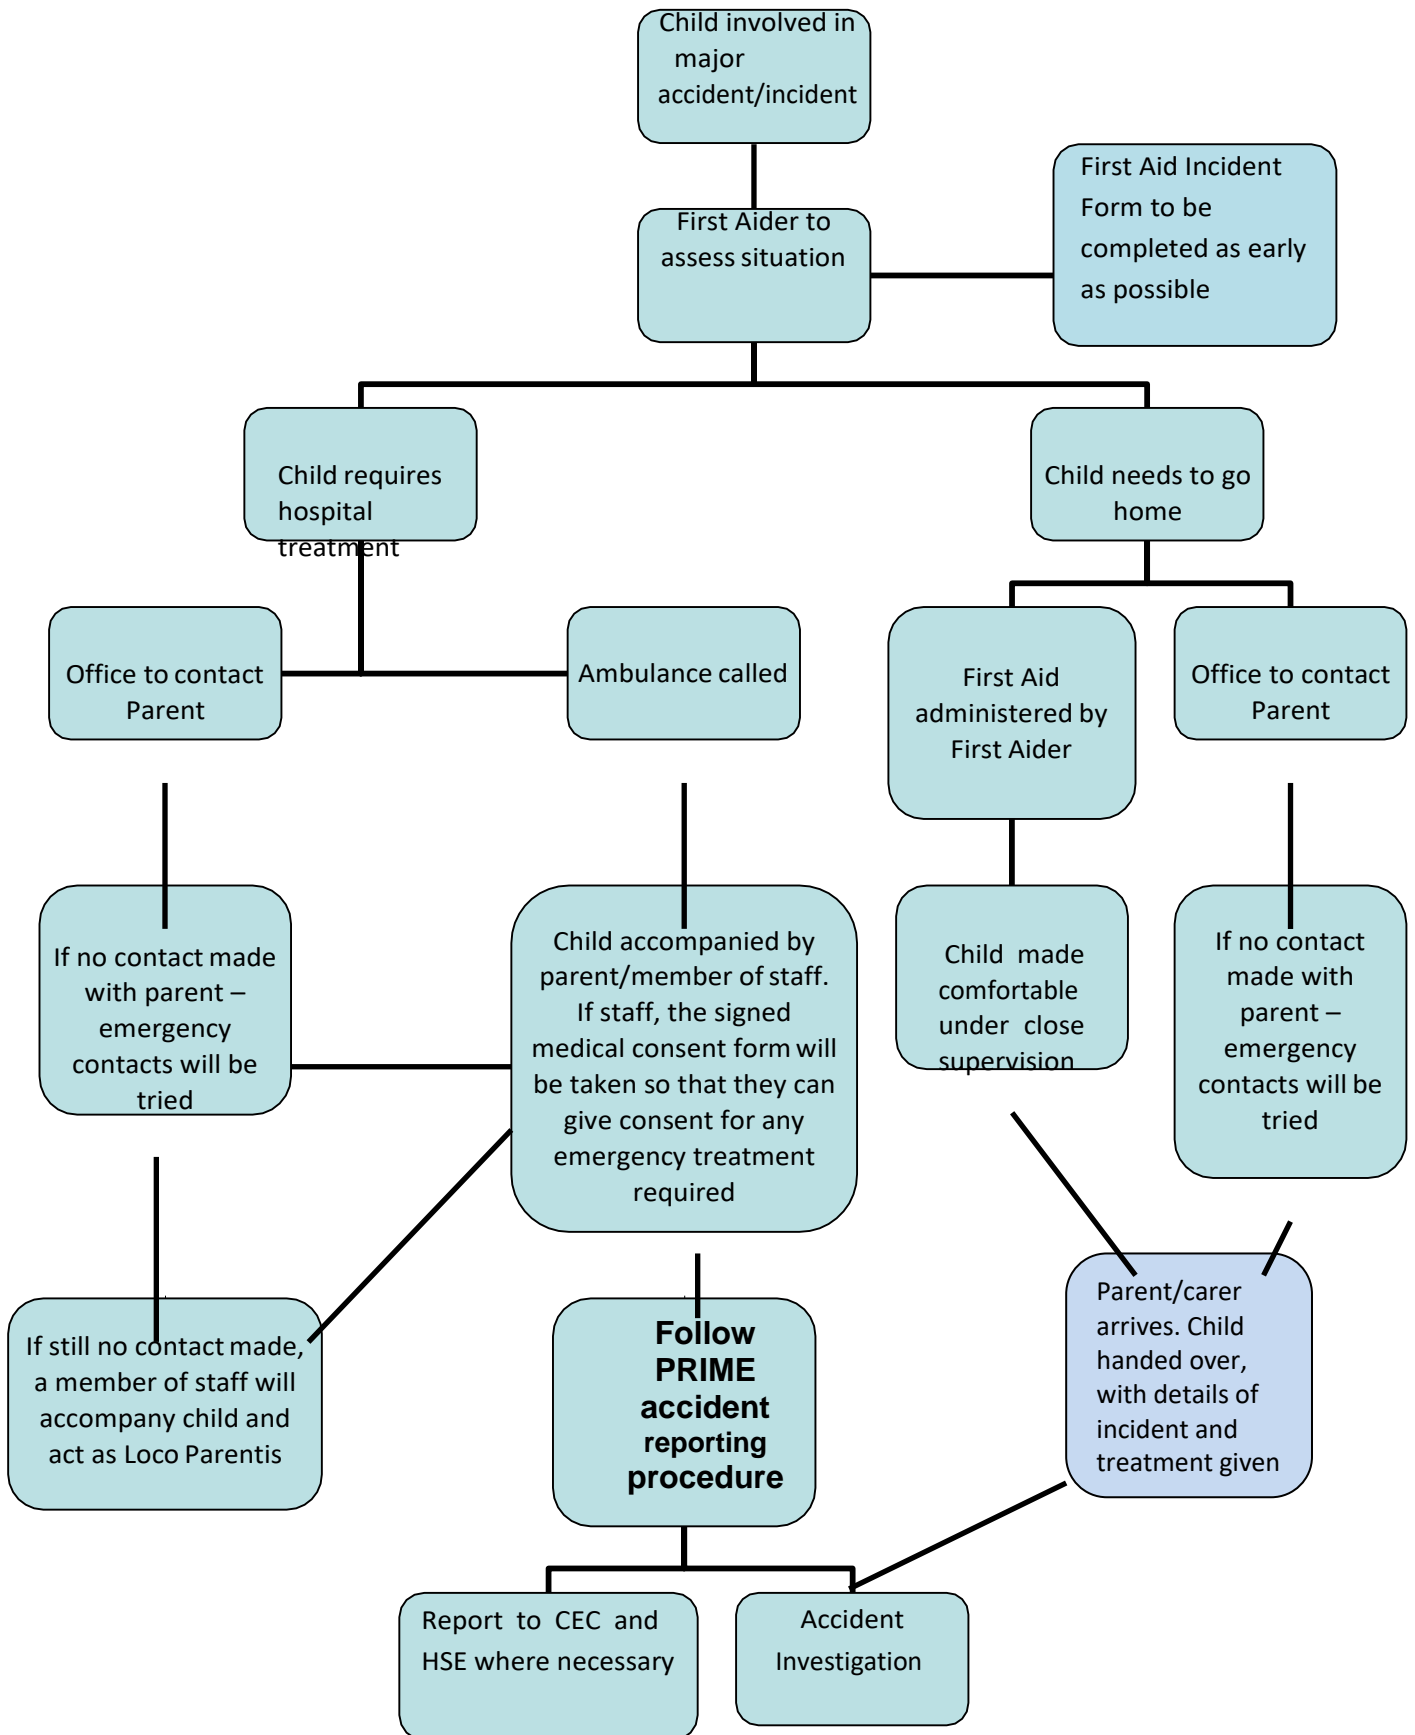 Child involved in
major
accident/incident
First Aider to
assess situation
First Aid Incident
Form to be
completed as early
as possible
Child requires
hospital
treatment
Child needs to go
home
Office to contact
Parent
Ambulance called
First Aid
administered by
First Aider
Office to contact
Parent
If no contact made
with parent –
emergency
contacts will be
tried
Child accompanied by
parent/member of staff.
If staff, the signed
medical consent form will
be taken so that they can
give consent for any
emergency treatment
required
Child made
comfortable
under close
supervision
If no contact
made with
parent –
emergency
contacts will be
tried
If still no contact made,
a member of staff will
accompany child and
act as Loco Parentis
Follow
PRIME
accident
reporting
procedure
Parent/carer
arrives. Child
handed over,
with details of
incident and
treatment given
Report to CEC and
HSE where necessary
Accident
Investigation